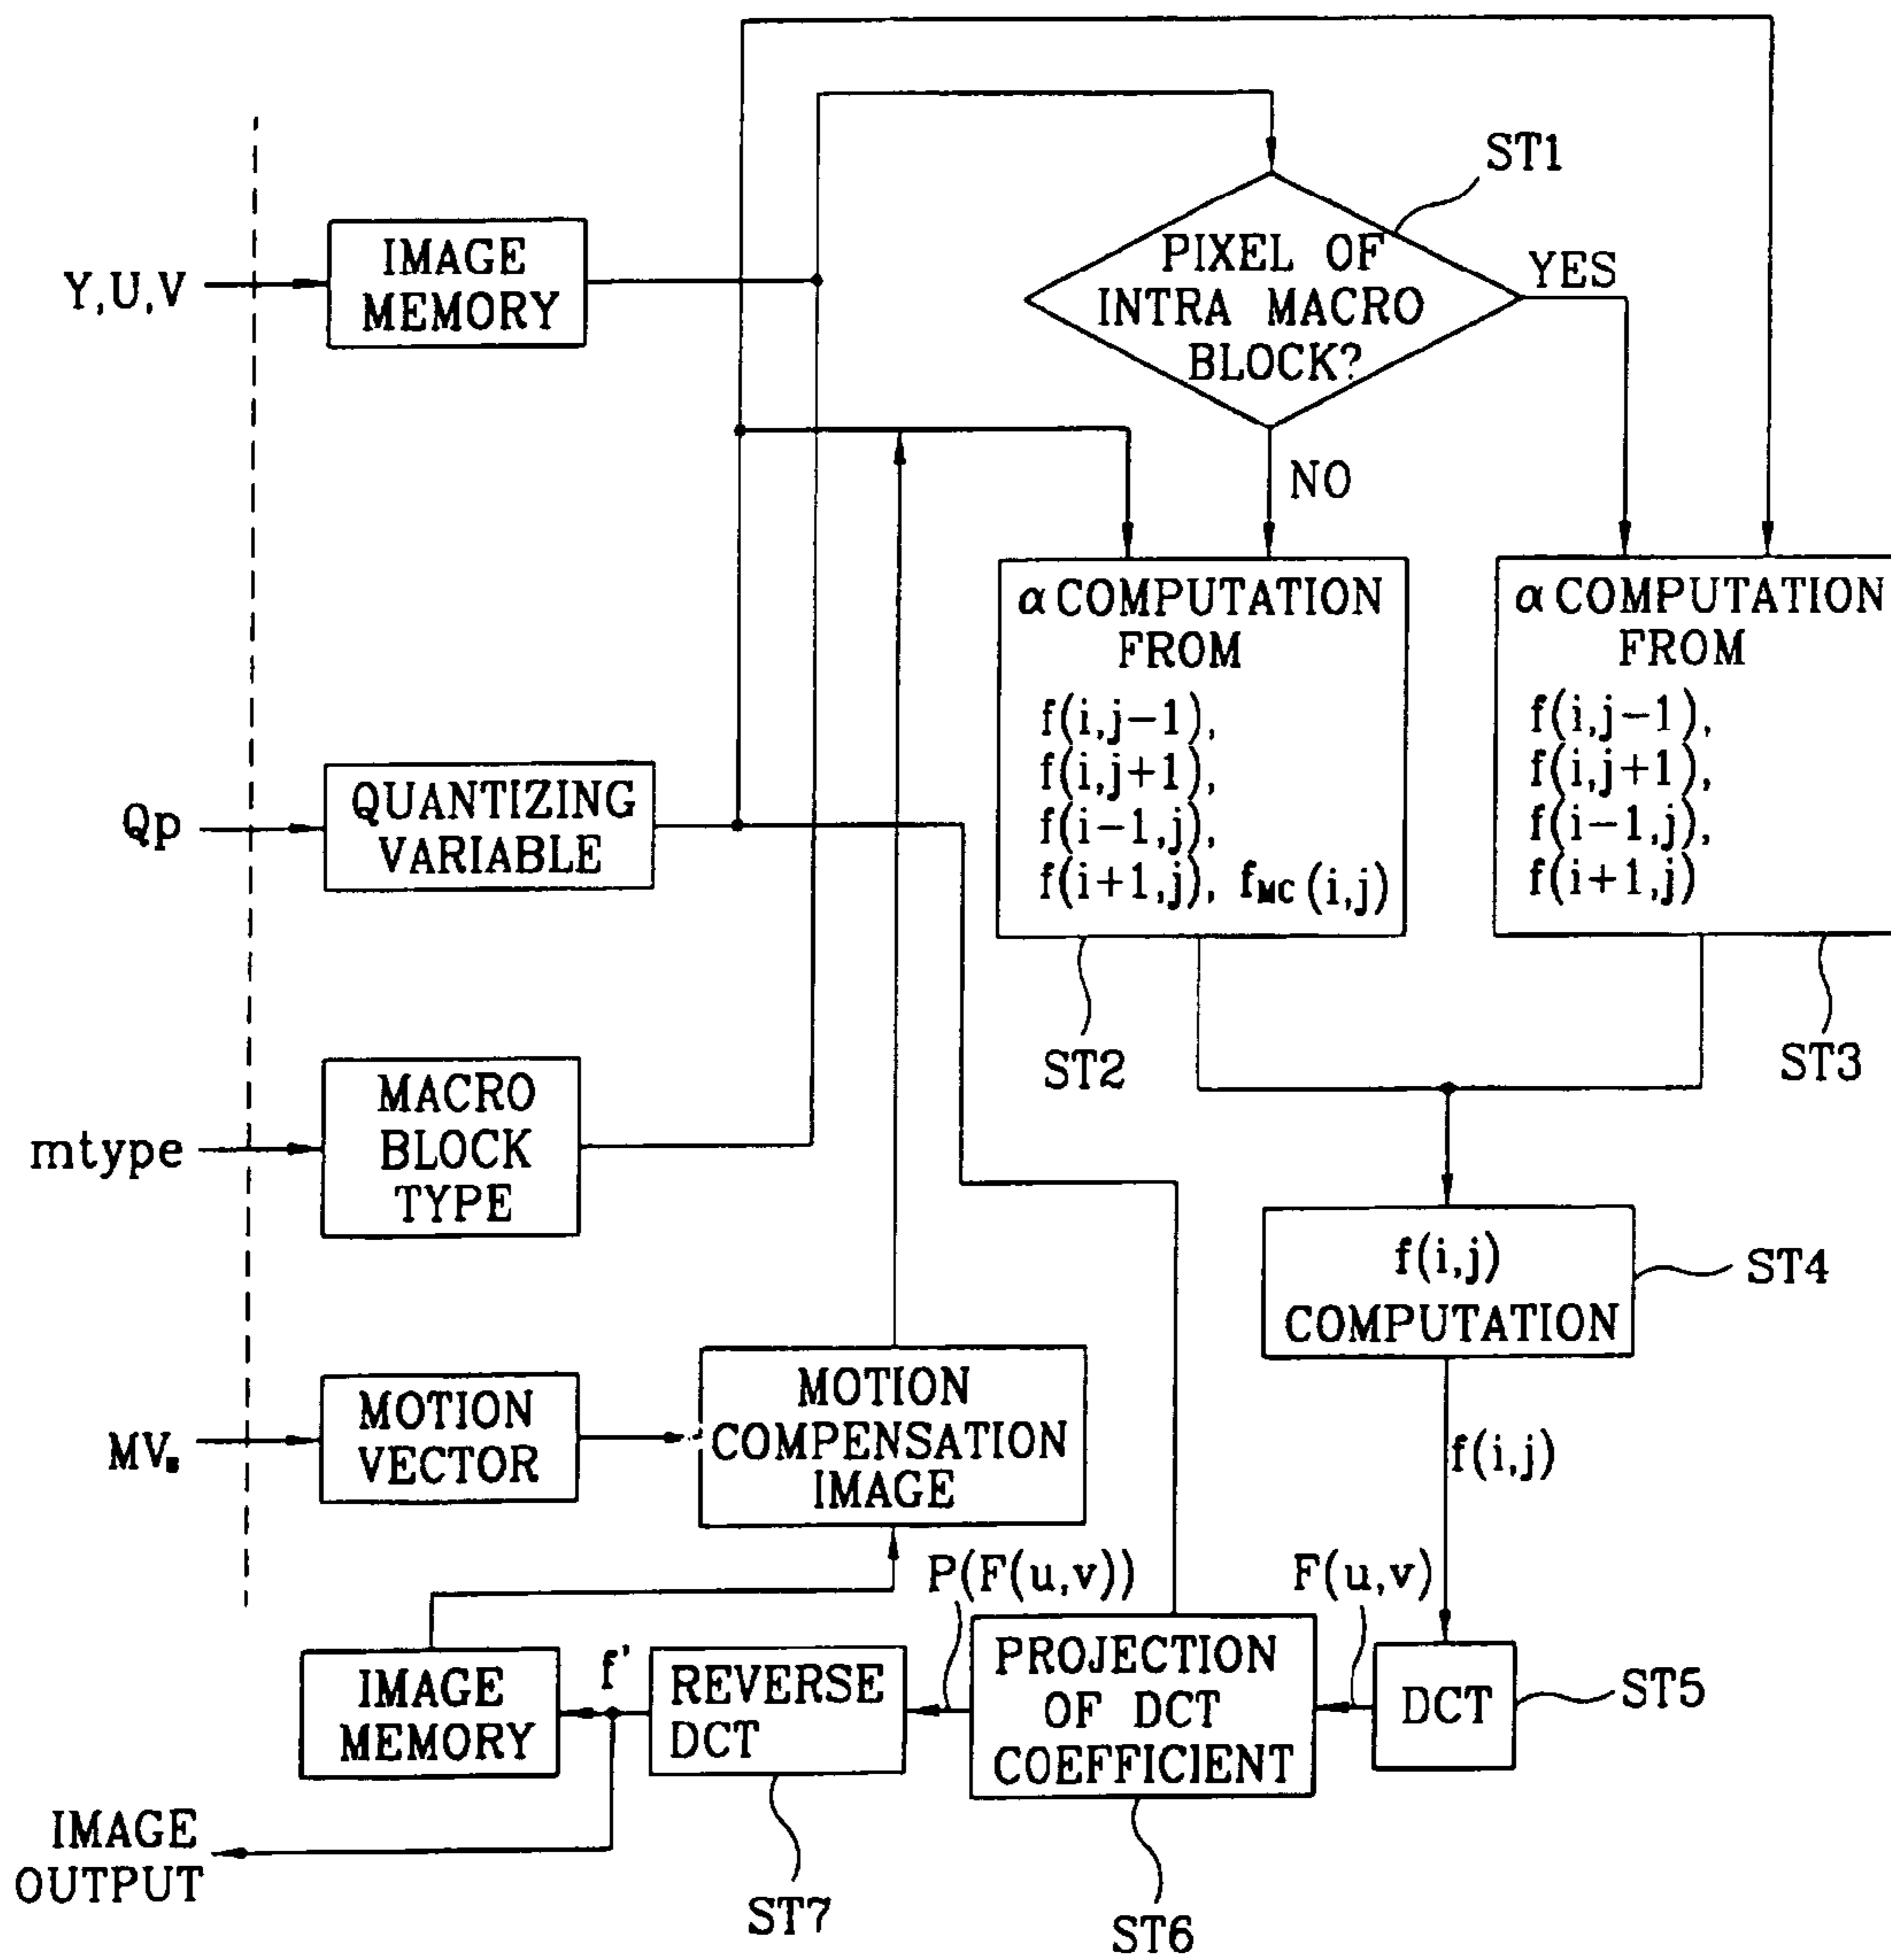 ST1
PIXEL OF
INTRA MACRO
BLOCK?
YES
NO
Y,U,V
IMAGE
MEMORY
Qp
QUANTIZING
VARIABLE
α COMPUTATION
FROM
f(i,j−1),
f(i,j+1),
f(i−1,j),
f(i+1,j), fMC(i,j)
ST2
α COMPUTATION
FROM
f(i,j−1),
f(i,j+1),
f(i−1,j),
f(i+1,j)
ST3
mtype
MACRO
BLOCK
TYPE
f(i,j)
COMPUTATION
ST4
MV
MOTION
VECTOR
MOTION
COMPENSATION
IMAGE
f(i,j)
P(F(u,v))
F(u,v)
IMAGE
MEMORY
f'
REVERSE
DCT
PROJECTION
OF DCT
COEFFICIENT
DCT
ST5
IMAGE
OUTPUT
ST7
ST6